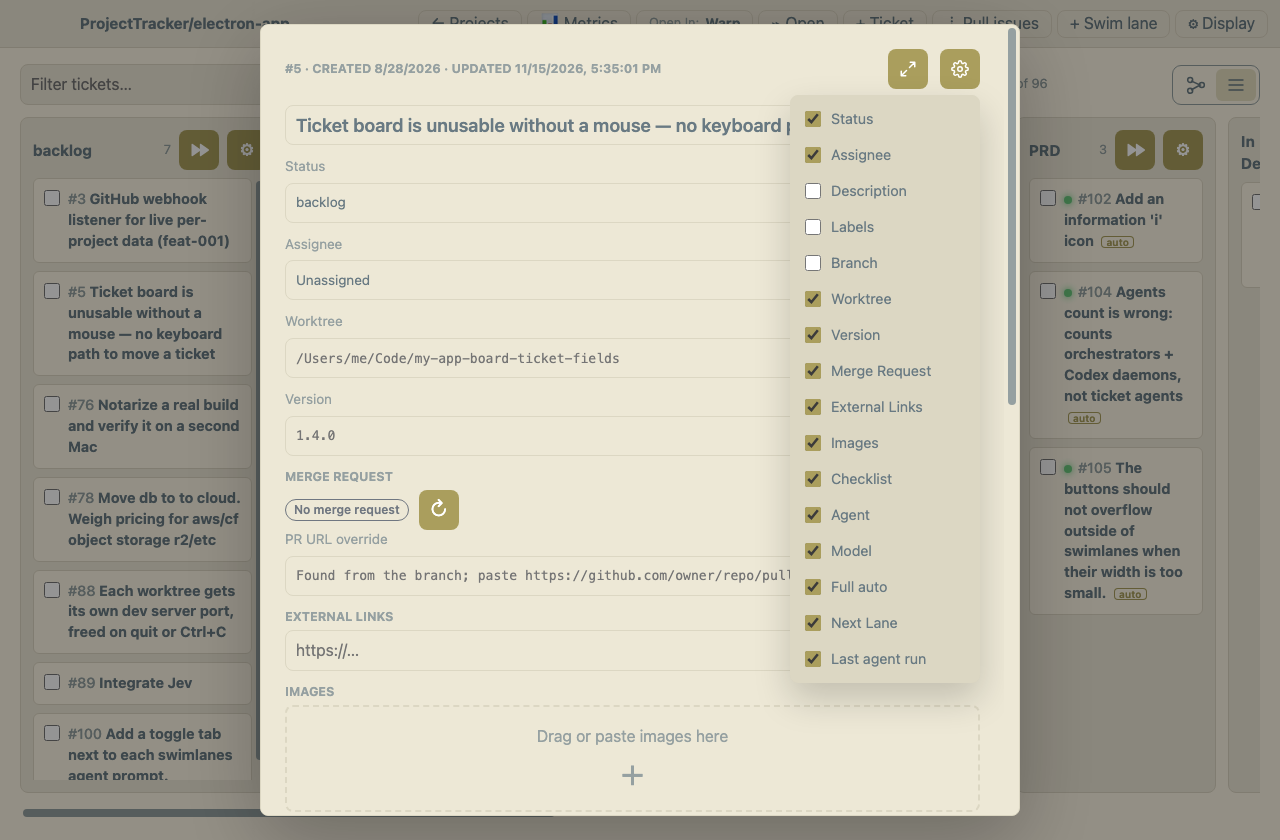 ProjectTracker/electron-app
← Projects
Metrics
Open In: Warp
Open
+ Ticket
Pull issues
+ Swim lane
Display
Filter tickets...
of 96
backlog 7
#3 GitHub webhook
listener for live per-
project data (feat-001)
#5 Ticket board is
unusable without a
mouse — no keyboard
path to move a ticket
#76 Notarize a real build
and verify it on a second
Mac
#78 Move db to to cloud.
Weigh pricing for aws/cf
object storage r2/etc
#88 Each worktree gets
its own dev server port,
freed on quit or Ctrl+C
#89 Integrate Jev
#100 Add a toggle tab
next to each swimlanes
agent prompt.
#5 · CREATED 8/28/2026 · UPDATED 11/15/2026, 5:35:01 PM
Ticket board is unusable without a mouse — no keyboard
Status
backlog
Assignee
Unassigned
Worktree
/Users/me/Code/my-app-board-ticket-fields
Version
1.4.0
MERGE REQUEST
No merge request
PR URL override
Found from the branch; paste https://github.com/owner/repo/pull
EXTERNAL LINKS
https://...
IMAGES
Drag or paste images here
Status
Assignee
Description
Labels
Branch
Worktree
Version
Merge Request
External Links
Images
Checklist
Agent
Model
Full auto
Next Lane
Last agent run
PRD 3
#102 Add an
information 'i'
icon auto
#104 Agents
count is wrong:
counts
orchestrators +
Codex daemons,
not ticket agents
auto
#105 The
buttons should
not overflow
outside of
swimlanes when
their width is too
small. auto
In
De